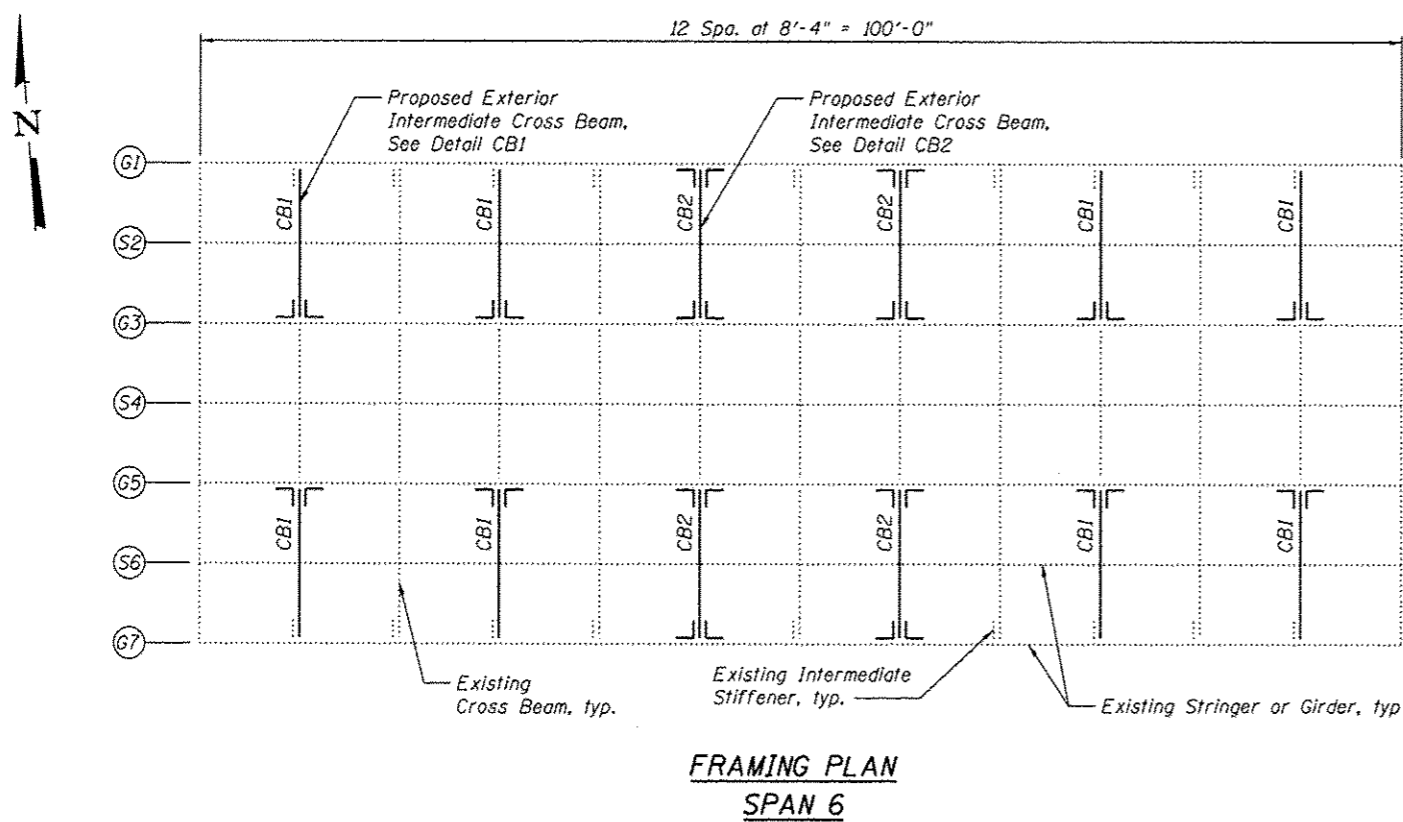 12 Spa. at 8'-4" = 100'-0"
N
Proposed Exterior
Intermediate Cross Beam,
See Detail CB1
Proposed Exterior
Intermediate Cross Beam,
See Detail CB2
G1
CB1
CB1
CB2
CB2
CB1
CB1
S2
G3
S4
G5
CB1
CB1
CB2
CB2
CB1
CB1
S6
G7
Existing
Cross Beam, typ.
Existing Intermediate
Stiffener, typ.
Existing Stringer or Girder, typ
FRAMING PLAN
SPAN 6